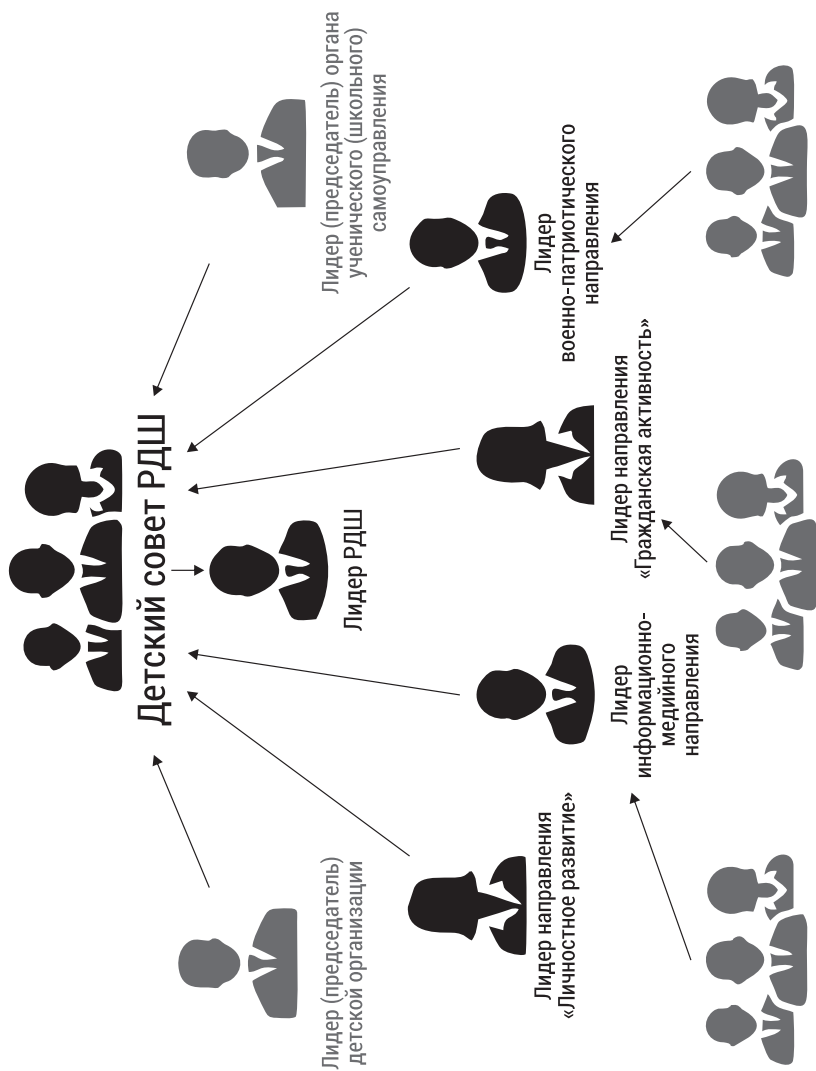 Детский совет РДШ
Лидер (председатель)
детской организации
Лидер РДШ
Лидер (председатель) органа
ученического (школьного)
самоуправления
Лидер направления
«Личностное развитие»
Лидер
информационно-
медийного
направления
Лидер направления
«Гражданская активность»
Лидер
военно-патриотического
направления